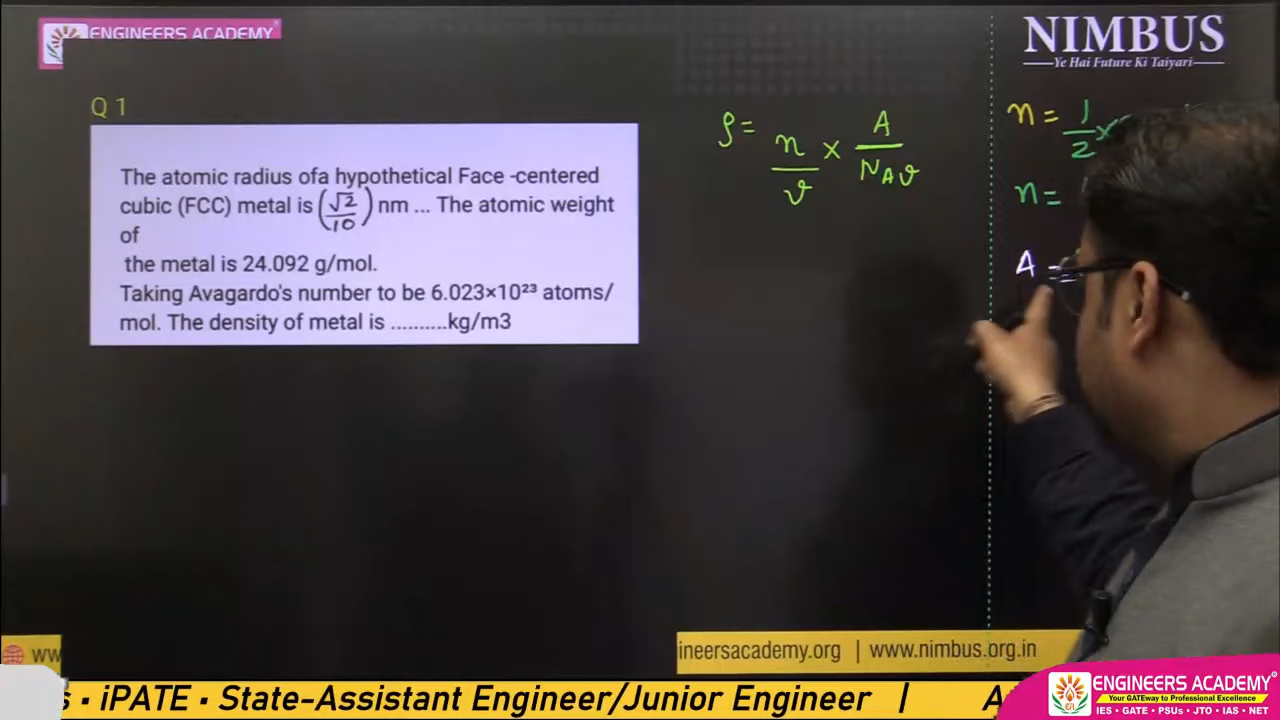 ENGINEERS ACADEMY
NIMBUS
Ye Hai Future Ki Taiyari
Q 1
The atomic radius ofa hypothetical Face -centered
cubic (FCC) metal is (√2/10) nm ... The atomic weight
of
the metal is 24.092 g/mol.
Taking Avagardo's number to be 6.023×10²³ atoms/
mol. The density of metal is ..........kg/m3
ρ = n/v × A/N_A v
n = 1/2 ×
n =
A =
ineersacademy.org | www.nimbus.org.in
ww
s • iPATE • State-Assistant Engineer/Junior Engineer |
ENGINEERS ACADEMY
Your GATEway to Professional Excellence
IES • GATE • PSUs • JTO • IAS • NET